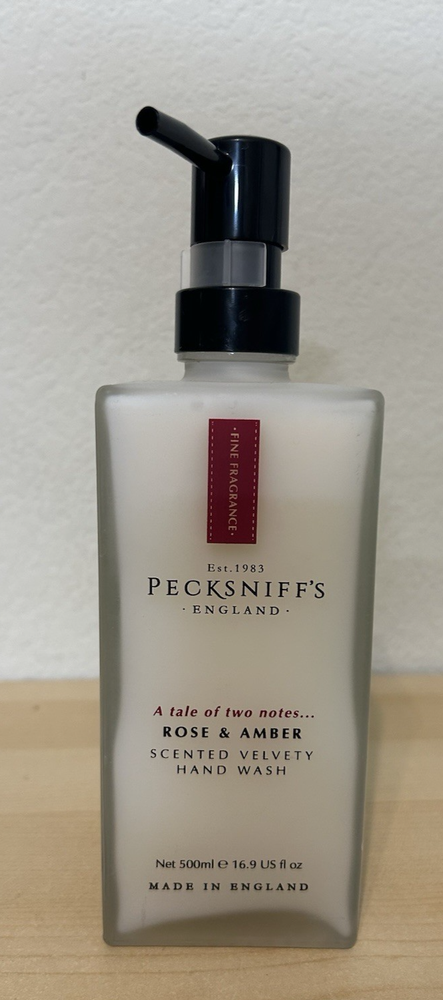 ·FINE FRAGRANCE·
Est.1983
PECKSNIFF'S
·ENGLAND·
A tale of two notes...
ROSE & AMBER
SCENTED VELVETY
HAND WASH
Net 500ml ℮ 16.9 US fl oz
MADE IN ENGLAND